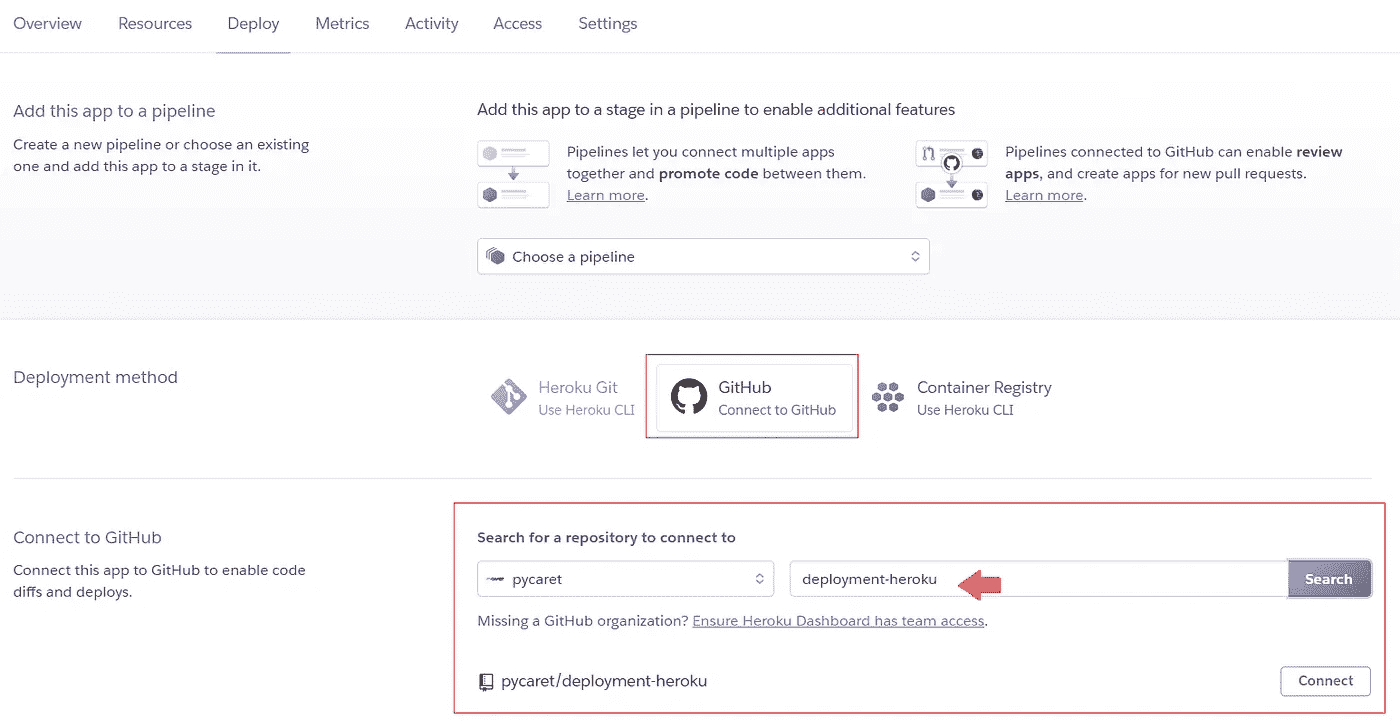 Overview Resources Deploy Metrics Activity Access Settings
Add this app to a pipeline
Create a new pipeline or choose an existing
one and add this app to a stage in it.
Add this app to a stage in a pipeline to enable additional features
Pipelines let you connect multiple apps
together and promote code between them.
Learn more.
Pipelines connected to GitHub can enable review
apps, and create apps for new pull requests.
Learn more.
Choose a pipeline
Deployment method
Heroku Git
Use Heroku CLI
GitHub
Connect to GitHub
Container Registry
Use Heroku CLI
Connect to GitHub
Connect this app to GitHub to enable code
diffs and deploys.
Search for a repository to connect to
pycaret
deployment-heroku
Search
Missing a GitHub organization? Ensure Heroku Dashboard has team access.
pycaret/deployment-heroku
Connect